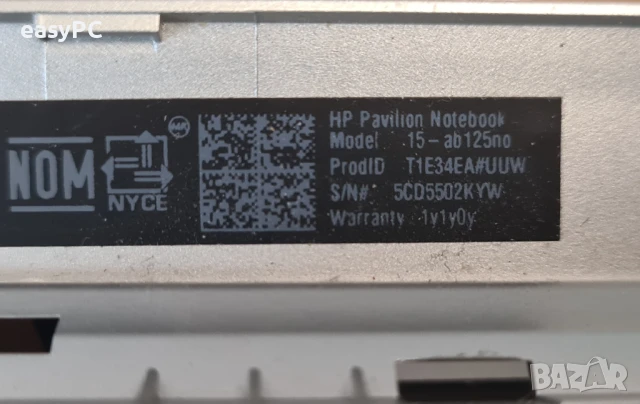 easyPC
HP Pavilion Notebook
Model 15-ab125no
ProdID T1E34EA#UUW
S/N# 5CD5502KYW
Warranty 1y1y0y
NOM
NYCE
BAZAR